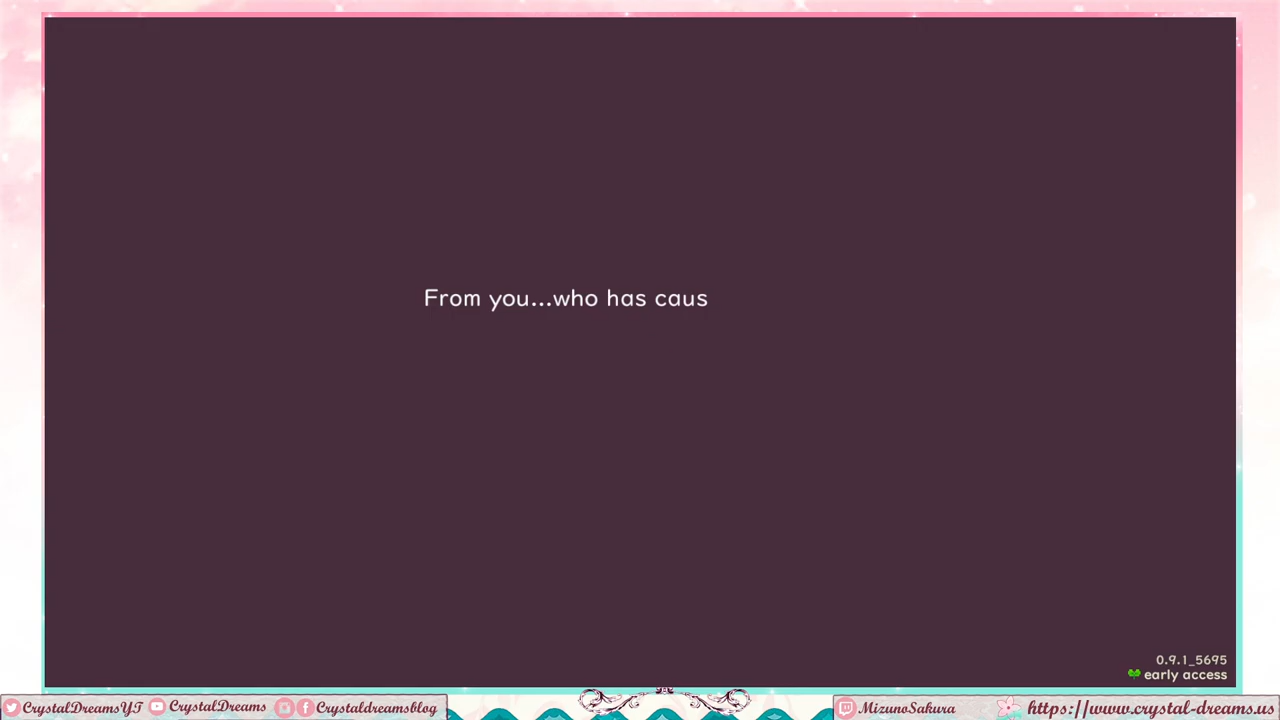 From you...who has caus
0.9.1_5695
early access
CrystalDreamsYT
CrystalDreams
Crystaldreamsblog
MizunoSakura
https://www.crystal-dreams.us